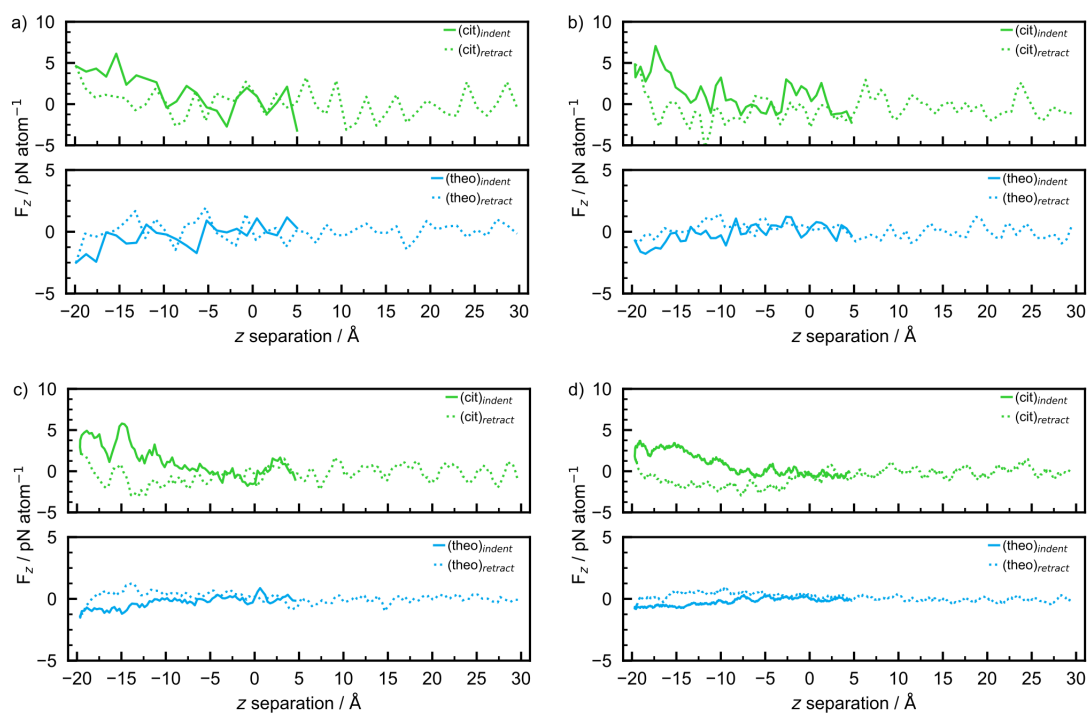 a)
10
5
0
−5
(cit)indent
(cit)retract
5
0
−5
(theo)indent
(theo)retract
Fz / pN atom−1
−20 −15 −10 −5 0 5 10 15 20 25 30
z separation / Å
b)
10
5
0
−5
(cit)indent
(cit)retract
5
0
−5
(theo)indent
(theo)retract
Fz / pN atom−1
−20 −15 −10 −5 0 5 10 15 20 25 30
z separation / Å
c)
10
5
0
−5
(cit)indent
(cit)retract
5
0
−5
(theo)indent
(theo)retract
Fz / pN atom−1
−20 −15 −10 −5 0 5 10 15 20 25 30
z separation / Å
d)
10
5
0
−5
(cit)indent
(cit)retract
5
0
−5
(theo)indent
(theo)retract
Fz / pN atom−1
−20 −15 −10 −5 0 5 10 15 20 25 30
z separation / Å